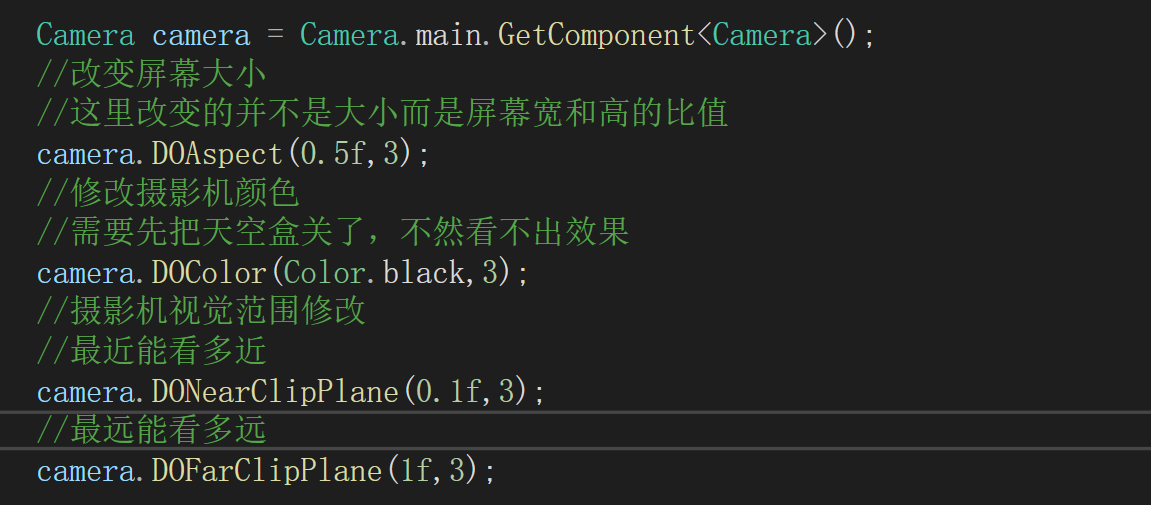 Camera camera = Camera.main.GetComponent<Camera>();
//改变屏幕大小
//这里改变的并不是大小而是屏幕宽和高的比值
camera.DOAspect(0.5f,3);
//修改摄影机颜色
//需要先把天空盒关了，不然看不出效果
camera.DOColor(Color.black,3);
//摄影机视觉范围修改
//最近能看多近
camera.DONearClipPlane(0.1f,3);
//最远能看多远
camera.DOFarClipPlane(1f,3);